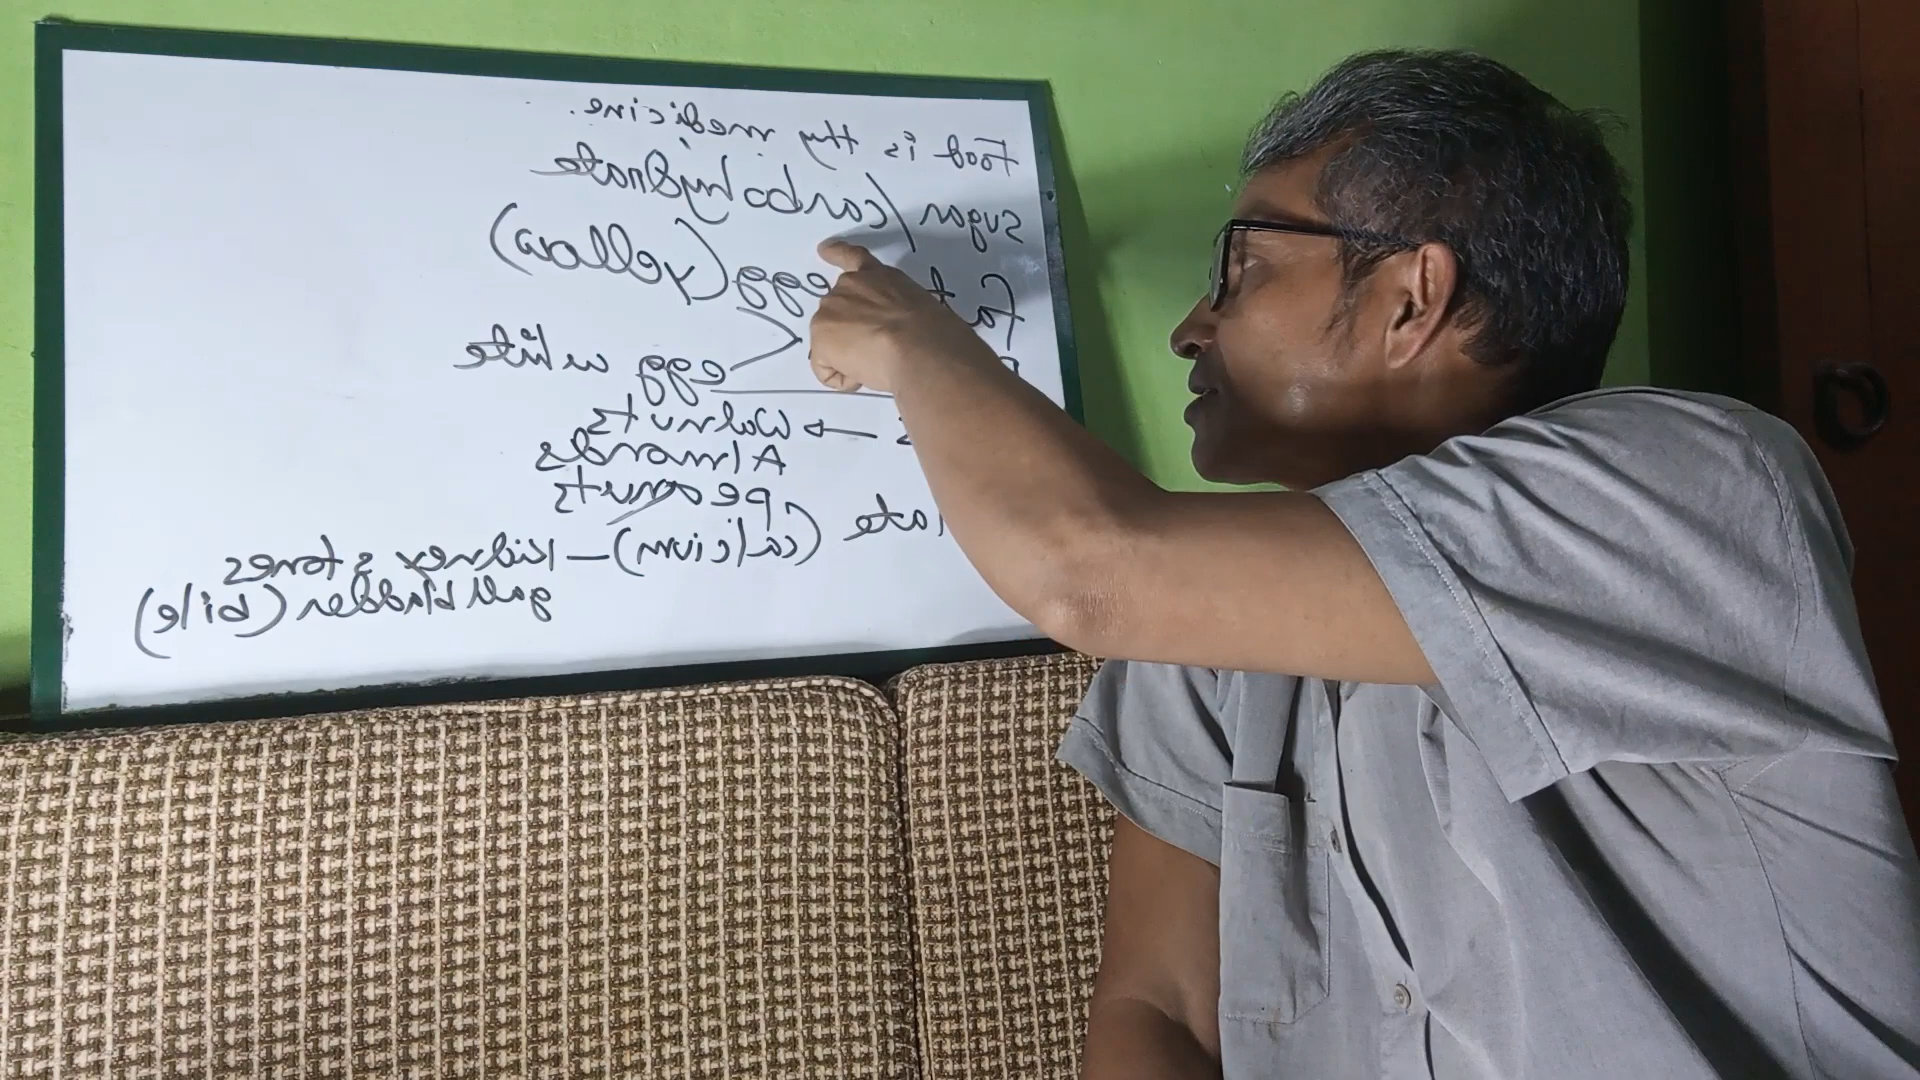 Food is thy medicine.
Sugar (carbohydrate
Fat egg (yellow)
egg white
→ Walnuts
Almonds
peanuts
(calcium) — kidney stones
gall bladder (bile)